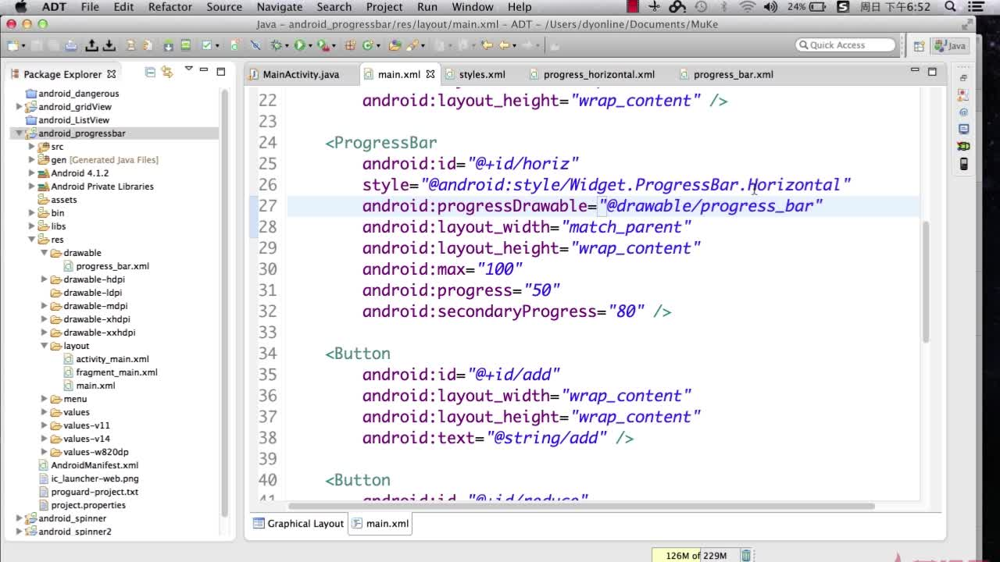 ADT File Edit Refactor Source Navigate Search Project Run Window Help 24% 周日 下午6:52
Java – android_progressbar/res/layout/main.xml – ADT – /Users/dyonline/Documents/MuKe
Quick Access
Java
Package Explorer
android_dangerous
android_gridView
android_ListView
android_progressbar
src
gen [Generated Java Files]
Android 4.1.2
Android Private Libraries
assets
bin
libs
res
drawable
progress_bar.xml
drawable-hdpi
drawable-ldpi
drawable-mdpi
drawable-xhdpi
drawable-xxhdpi
layout
activity_main.xml
fragment_main.xml
main.xml
menu
values
values-v11
values-v14
values-w820dp
AndroidManifest.xml
ic_launcher-web.png
proguard-project.txt
project.properties
android_spinner
android_spinner2
MainActivity.java main.xml styles.xml progress_horizontal.xml progress_bar.xml
22 android:layout_height="wrap_content" />
23
24 <ProgressBar
25 android:id="@+id/horiz"
26 style="@android:style/Widget.ProgressBar.Horizontal"
27 android:progressDrawable="@drawable/progress_bar"
28 android:layout_width="match_parent"
29 android:layout_height="wrap_content"
30 android:max="100"
31 android:progress="50"
32 android:secondaryProgress="80" />
33
34 <Button
35 android:id="@+id/add"
36 android:layout_width="wrap_content"
37 android:layout_height="wrap_content"
38 android:text="@string/add" />
39
40 <Button
41 android:id="@+id/reduce"
Graphical Layout main.xml
126M of 229M